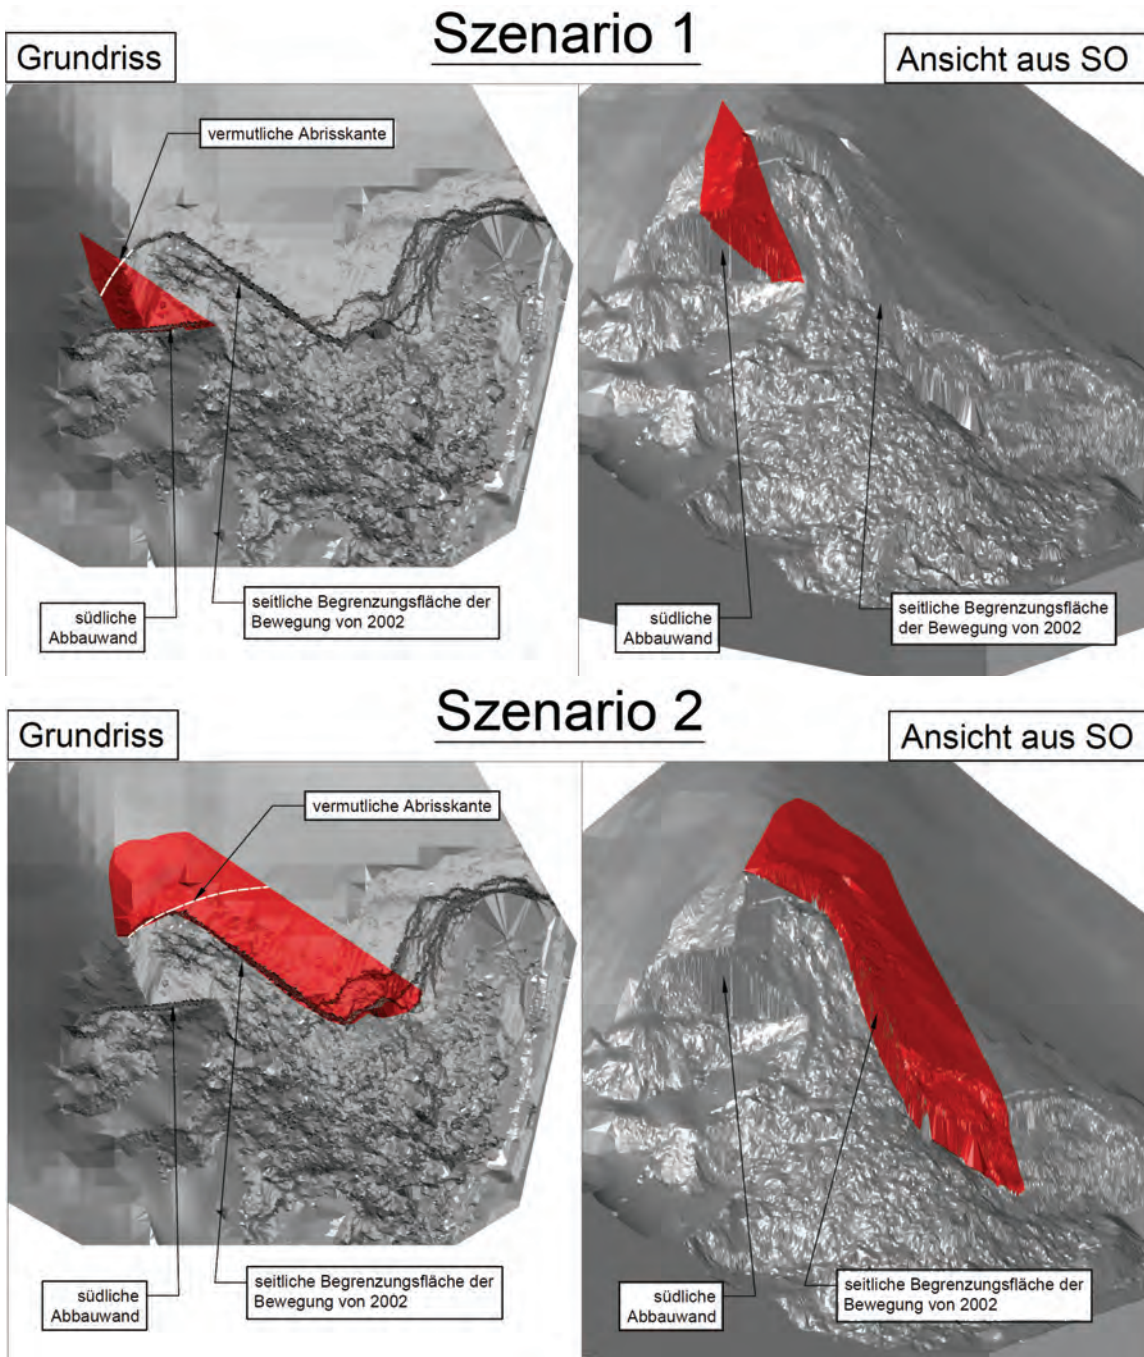 Szenario 1
Grundriss
Ansicht aus SO
vermutliche Abrisskante
südliche
Abbauwand
seitliche Begrenzungsfläche der
Bewegung von 2002
südliche
Abbauwand
seitliche Begrenzungsfläche
der Bewegung von 2002
Szenario 2
Grundriss
Ansicht aus SO
vermutliche Abrisskante
südliche
Abbauwand
seitliche Begrenzungsfläche der
Bewegung von 2002
südliche
Abbauwand
seitliche Begrenzungsfläche der
Bewegung von 2002